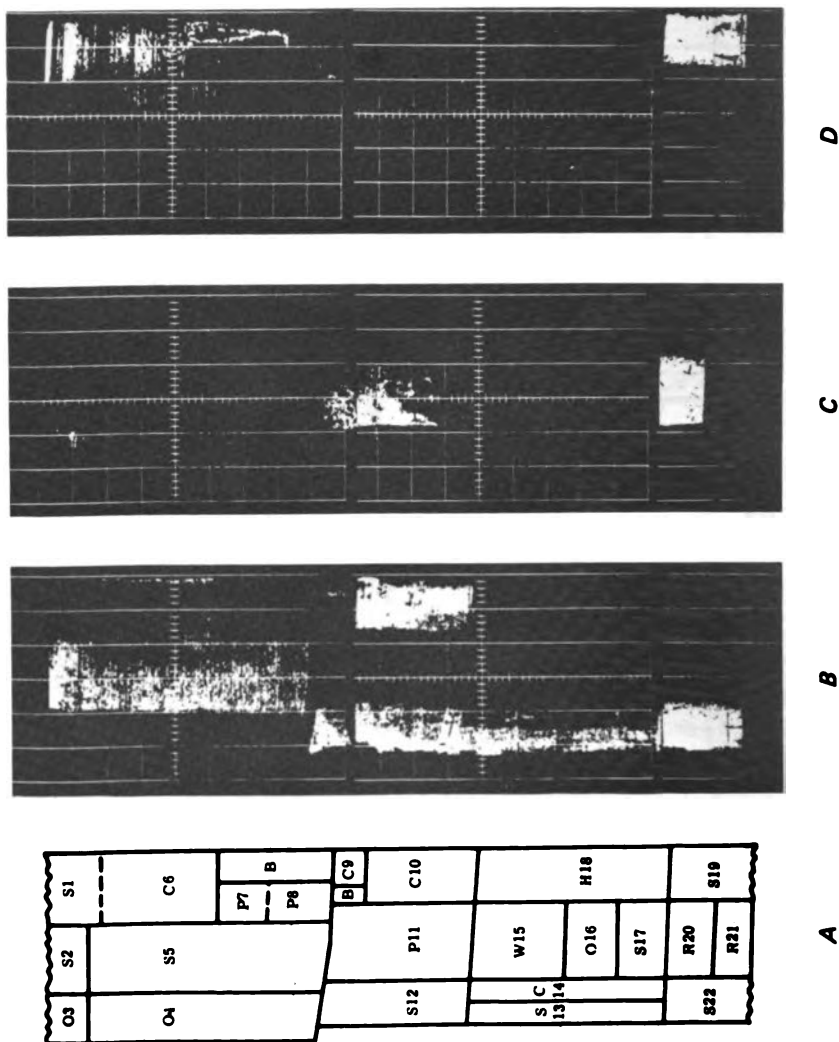 O3 S2 S1
O4 S5 C6
P7 B
P8
B C9
S12 P11 C10
W15
S C
13 14
H18
O16
S17
S22 R20 S19
R21
A B C D